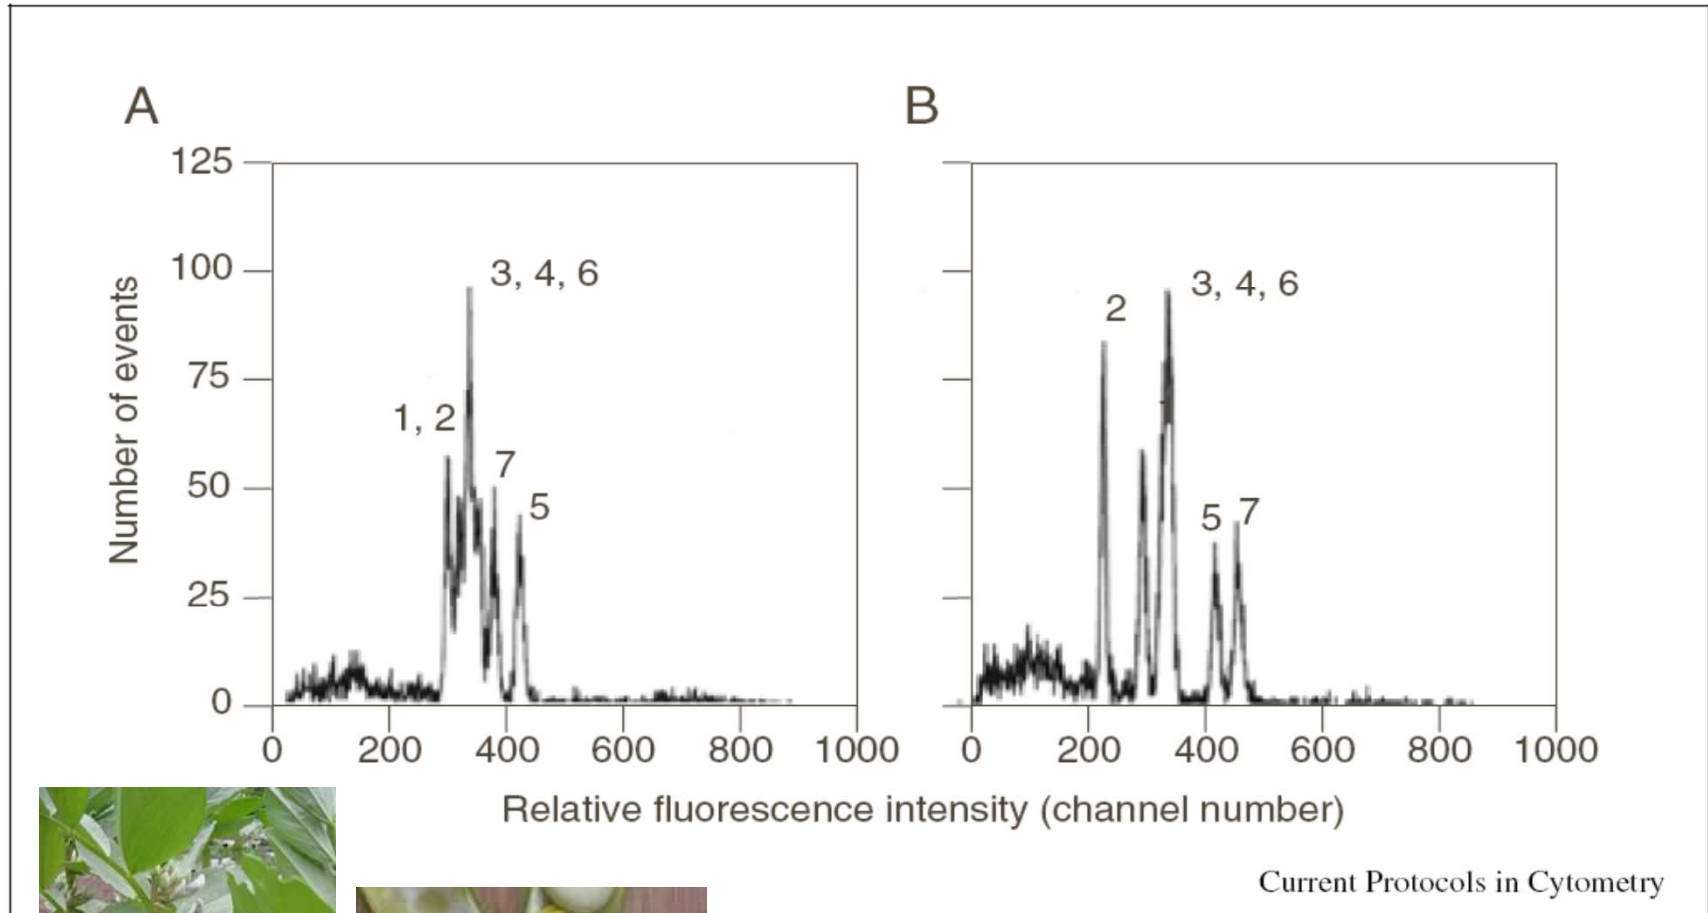 A
B
125
100
75
50
25
0
Number of events
3, 4, 6
1, 2
7
5
2
3, 4, 6
1
5
7
0 200 400 600 800 1000
0 200 400 600 800 1000
Relative fluorescence intensity (channel number)
Current Protocols in Cytometry